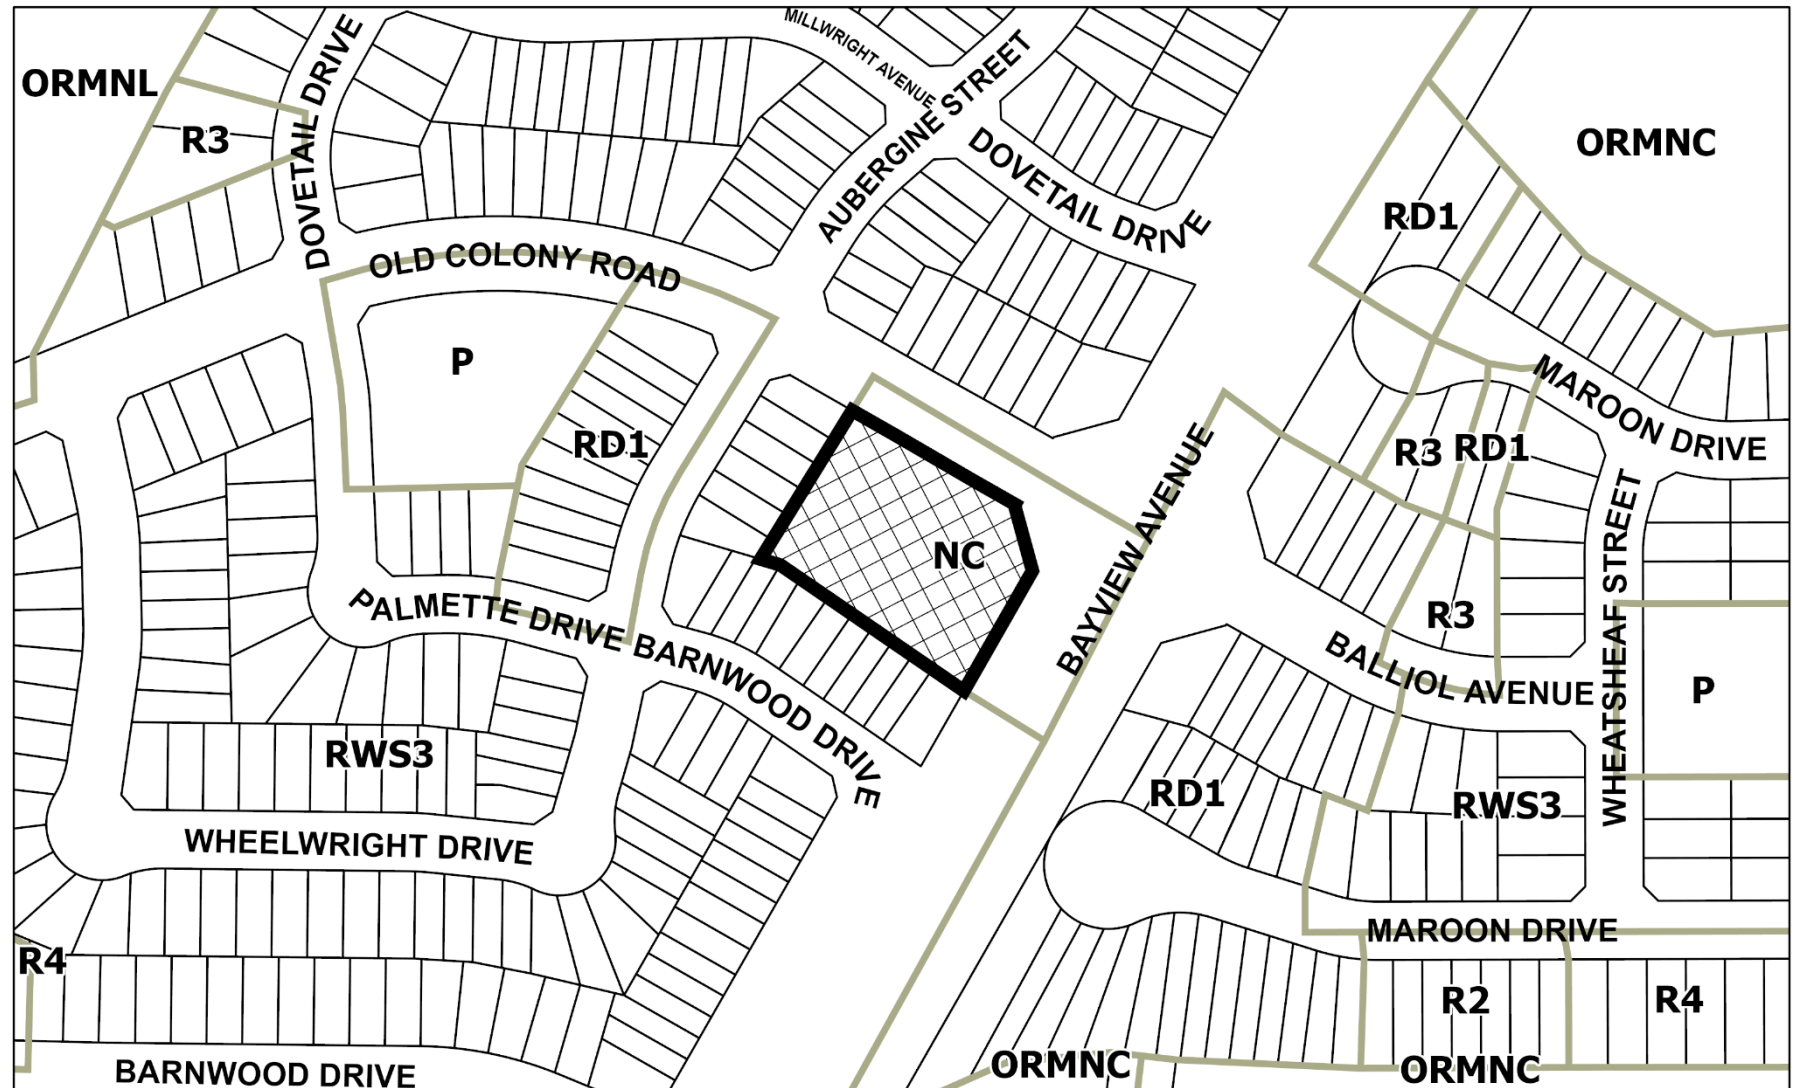 MILLWRIGHT AVENUE
AUBERGINE STREET
DOVETAIL DRIVE
ORMNL
R3
DOVETAIL DRIVE
ORMNC
RD1
OLD COLONY ROAD
P
RD1
MAROON DRIVE
R3
RD1
NC
BAYVIEW AVENUE
WHEATSHEAF STREET
PALMETTE DRIVE
BARNWOOD DRIVE
R3
BALLIOL AVENUE
P
RWS3
RD1
RWS3
WHEELWRIGHT DRIVE
MAROON DRIVE
R4
R2
R4
BARNWOOD DRIVE
ORMNC
ORMNC